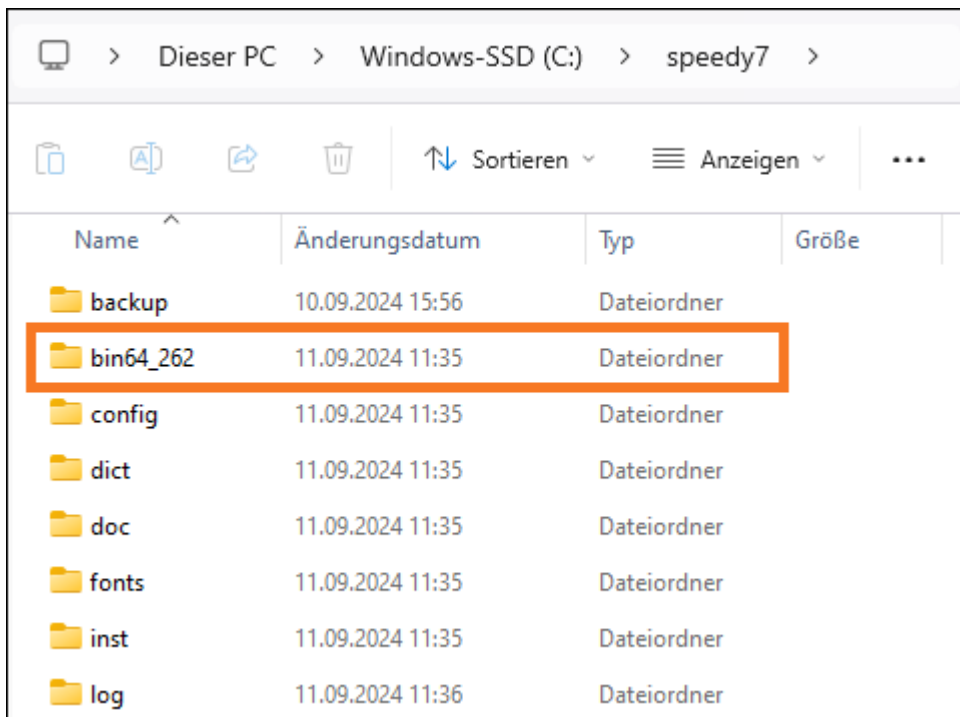 Dieser PC > Windows-SSD (C:) > speedy7 >
Sortieren Anzeigen ...
Name Änderungsdatum Typ Größe
backup 10.09.2024 15:56 Dateiordner
bin64_262 11.09.2024 11:35 Dateiordner
config 11.09.2024 11:35 Dateiordner
dict 11.09.2024 11:35 Dateiordner
doc 11.09.2024 11:35 Dateiordner
fonts 11.09.2024 11:35 Dateiordner
inst 11.09.2024 11:35 Dateiordner
log 11.09.2024 11:36 Dateiordner